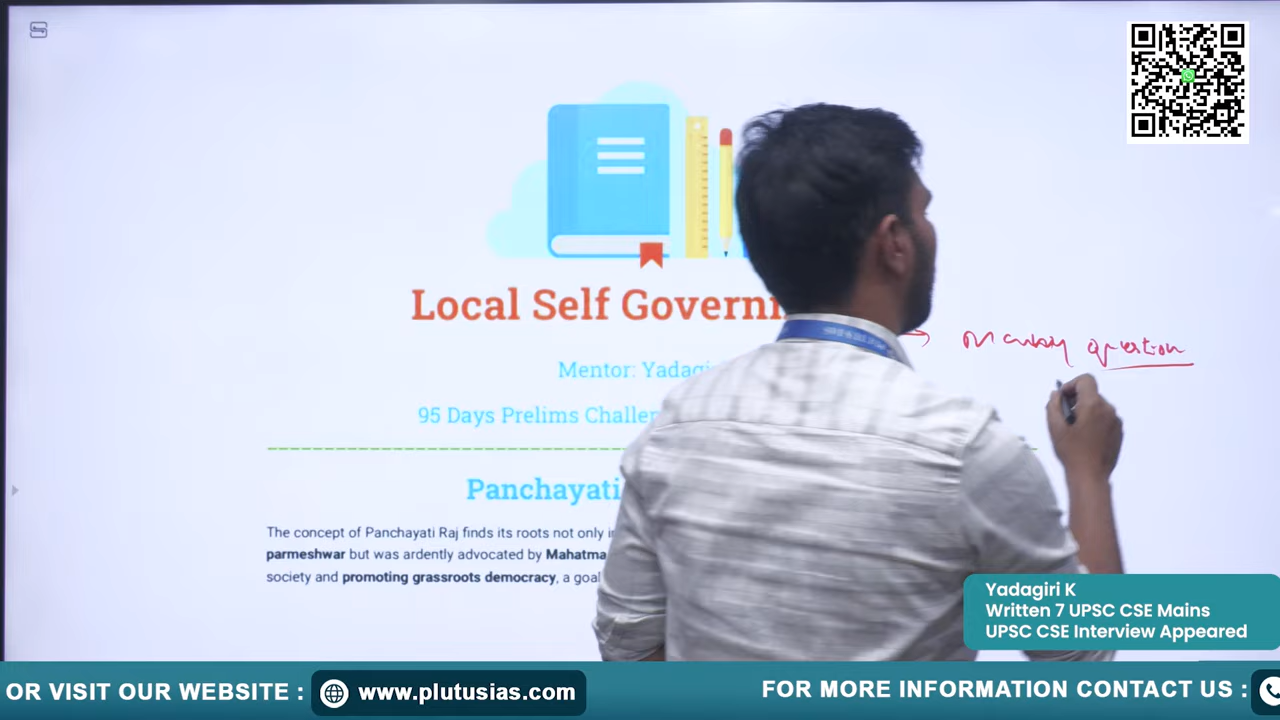 Local Self Governm
Mentor: Yadagi
95 Days Prelims Challen
Panchayati
question
The concept of Panchayati Raj finds its roots not only i
parmeshwar but was ardently advocated by Mahatma
society and promoting grassroots democracy, a goal
Yadagiri K
Written 7 UPSC CSE Mains
UPSC CSE Interview Appeared
OR VISIT OUR WEBSITE : www.plutusias.com
FOR MORE INFORMATION CONTACT US :